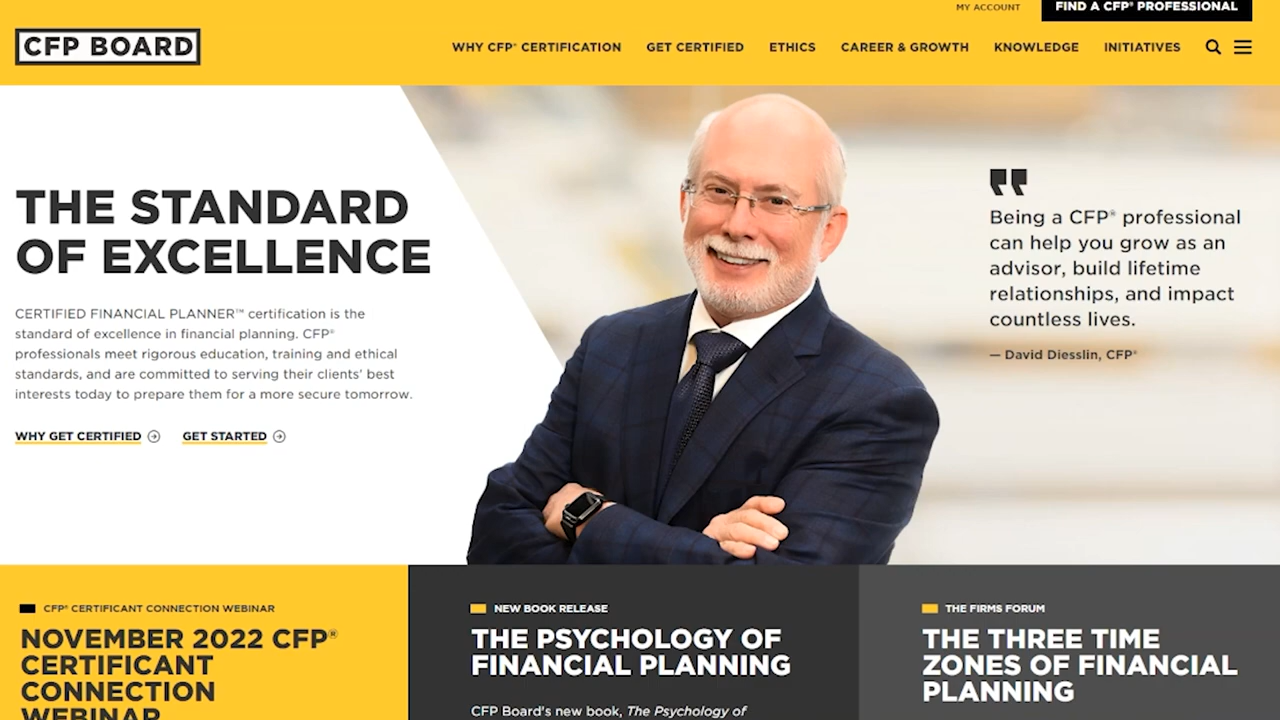 MY ACCOUNT
FIND A CFP® PROFESSIONAL
CFP BOARD
WHY CFP® CERTIFICATION
GET CERTIFIED
ETHICS
CAREER & GROWTH
KNOWLEDGE
INITIATIVES
THE STANDARD
OF EXCELLENCE
CERTIFIED FINANCIAL PLANNER™ certification is the
standard of excellence in financial planning. CFP®
professionals meet rigorous education, training and ethical
standards, and are committed to serving their clients' best
interests today to prepare them for a more secure tomorrow.
WHY GET CERTIFIED
GET STARTED
Being a CFP® professional
can help you grow as an
advisor, build lifetime
relationships, and impact
countless lives.
— David Diesslin, CFP®
CFP® CERTIFICANT CONNECTION WEBINAR
NOVEMBER 2022 CFP®
CERTIFICANT
CONNECTION
WEBINAR
NEW BOOK RELEASE
THE PSYCHOLOGY OF
FINANCIAL PLANNING
CFP Board's new book, The Psychology of
THE FIRMS FORUM
THE THREE TIME
ZONES OF FINANCIAL
PLANNING